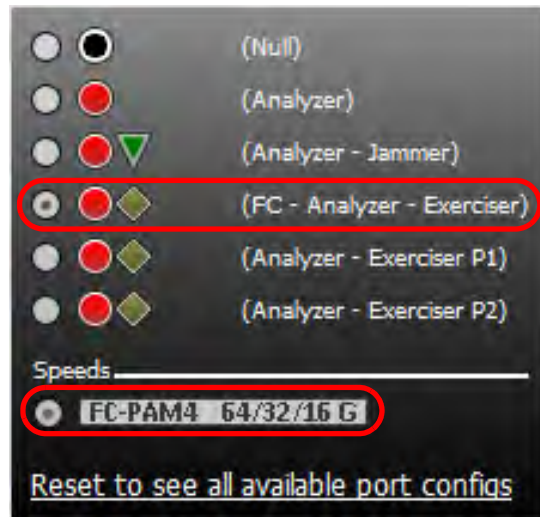 (Null)
(Analyzer)
(Analyzer - Jammer)
(FC - Analyzer - Exerciser)
(Analyzer - Exerciser P1)
(Analyzer - Exerciser P2)
Speeds
FC-PAM4 64/32/16 G
Reset to see all available port configs